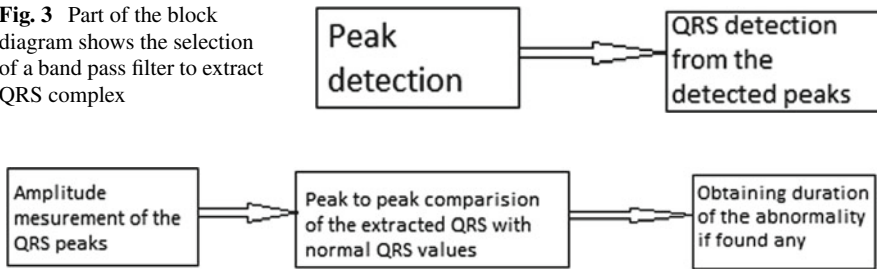 Fig. 3 Part of the block
diagram shows the selection
of a band pass filter to extract
QRS complex
Peak
detection
QRS detection
from the
detected peaks
Amplitude
mesurement of the
QRS peaks
Peak to peak comparision
of the extracted QRS with
normal QRS values
Obtaining duration
of the abnormality
if found any